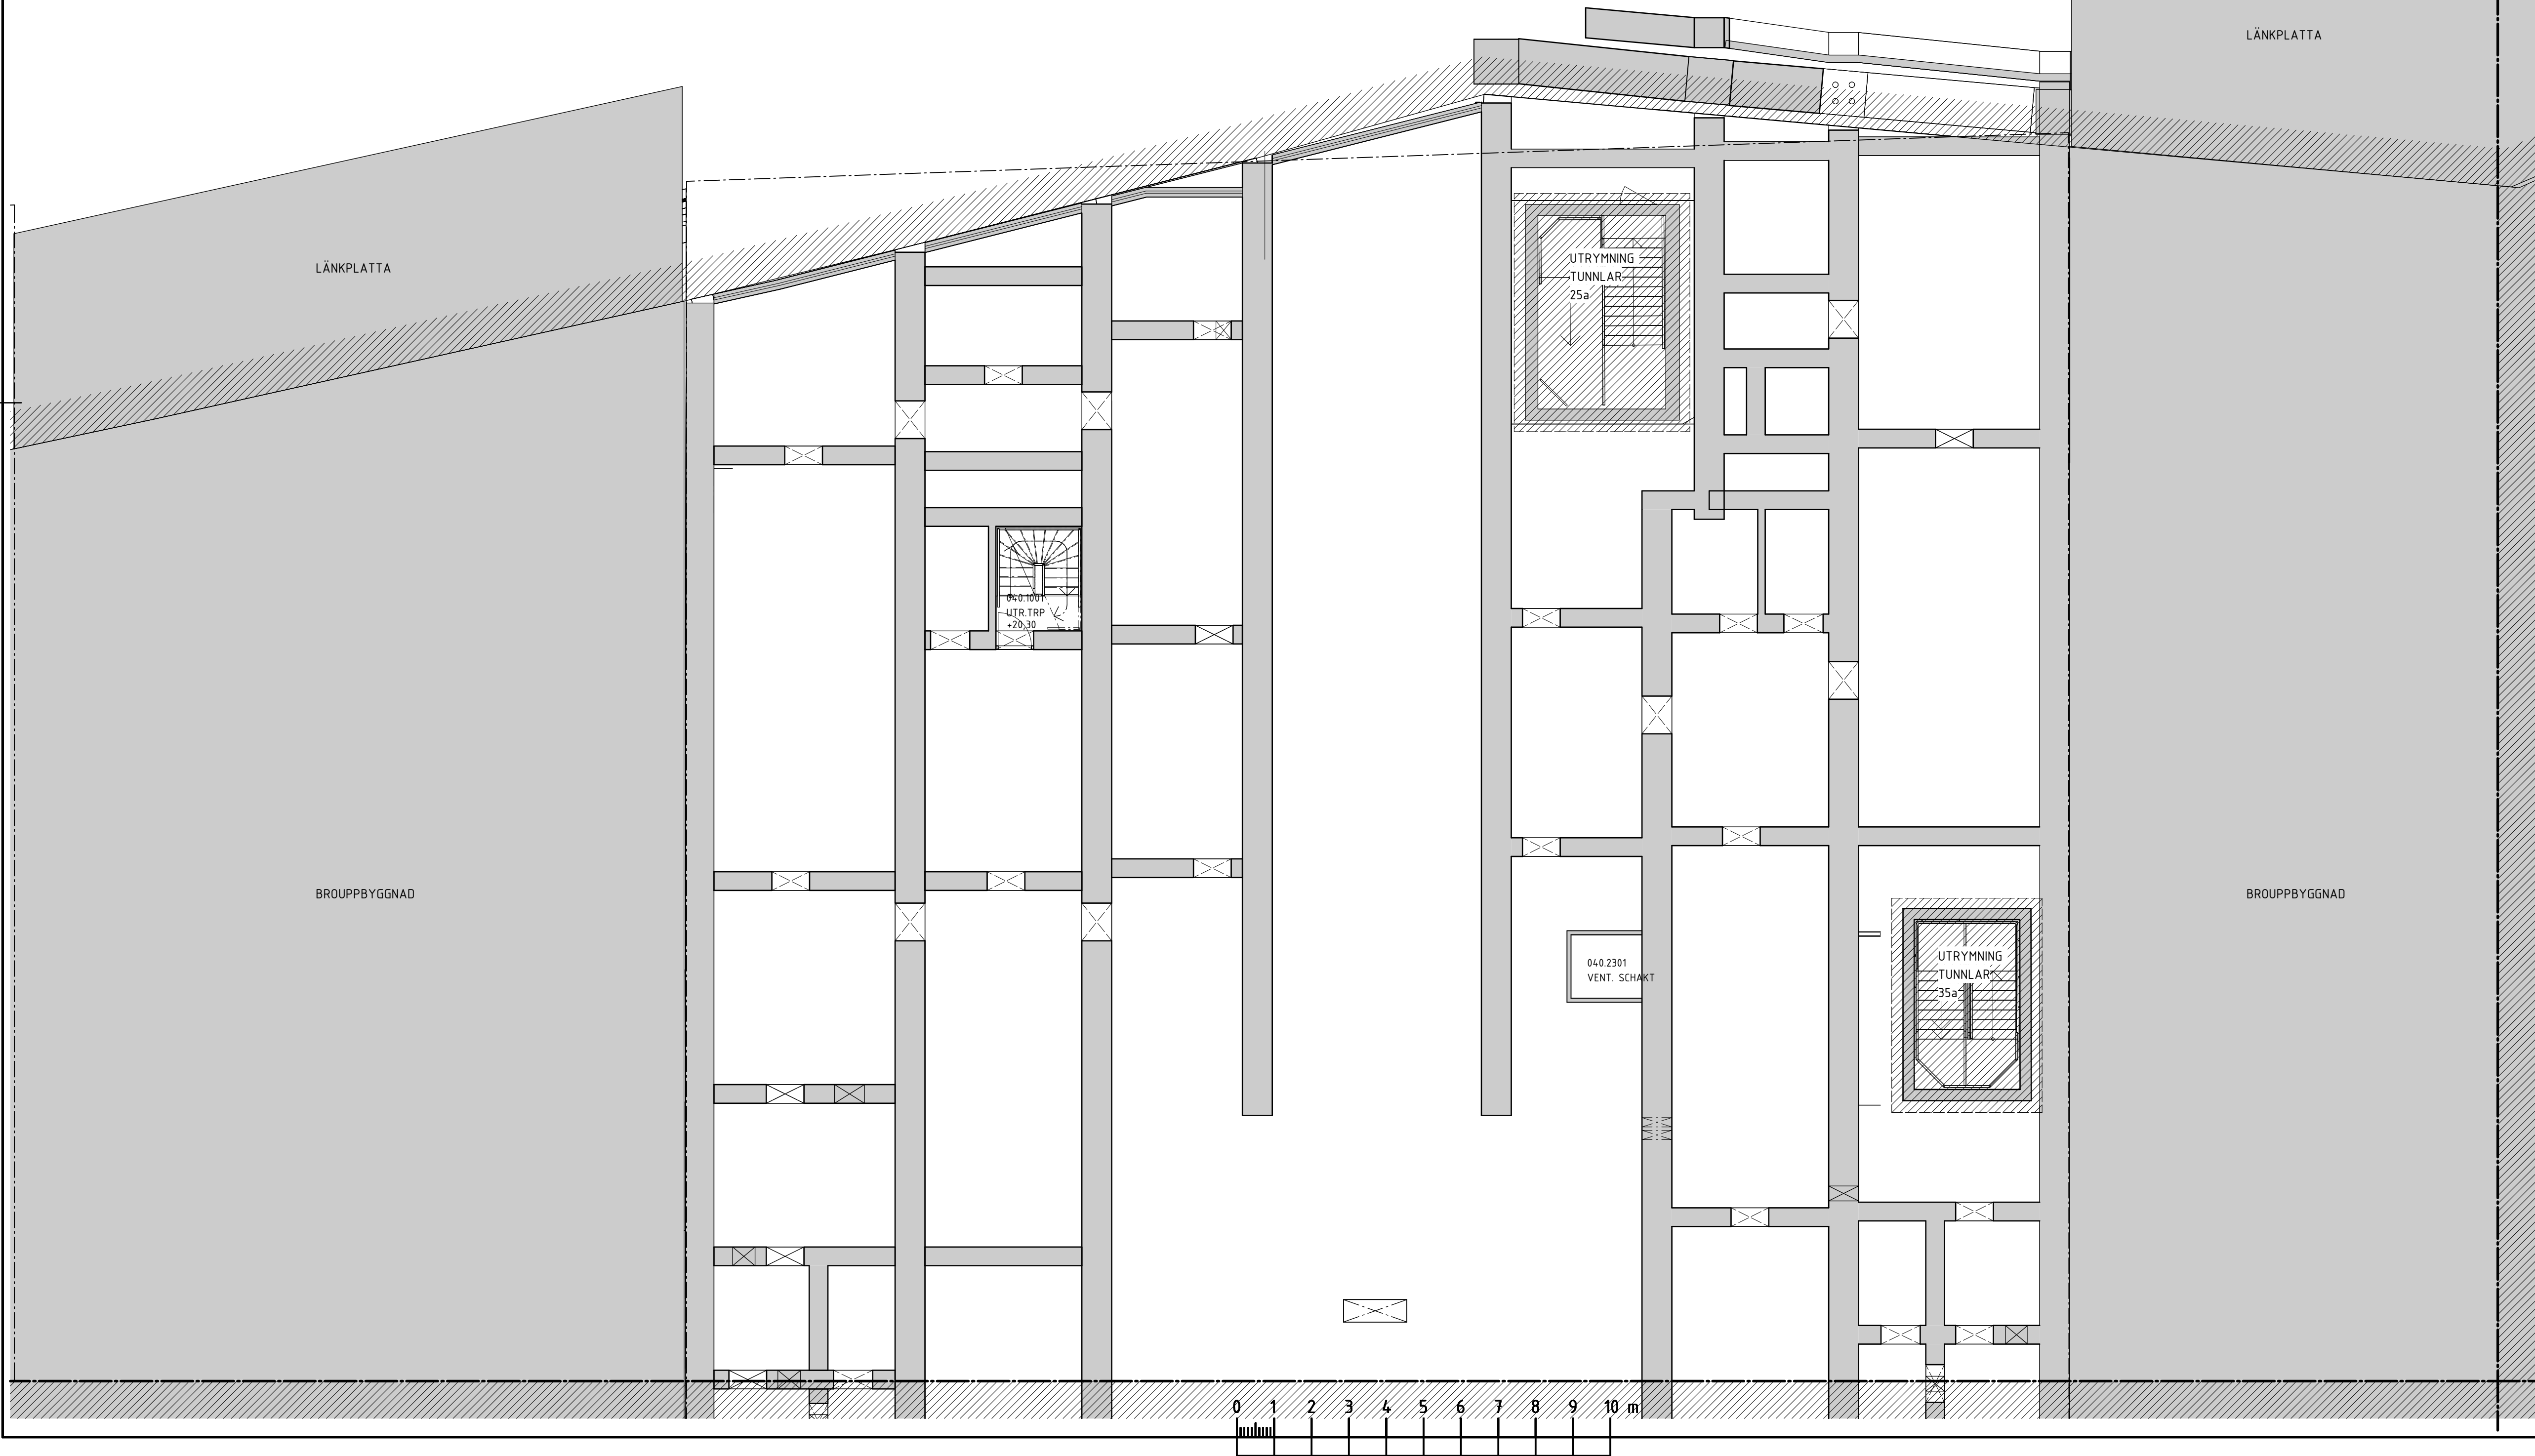 LÄNKPLATTA
LÄNKPLATTA
UTRYMNING
TUNNLAR
25a
040.1001
UTR.TRP
+20.30
BROUPPBYGGNAD
BROUPPBYGGNAD
040.2301
VENT. SCHAKT
UTRYMNING
TUNNLAR
35a
0 1 2 3 4 5 6 7 8 9 10 m